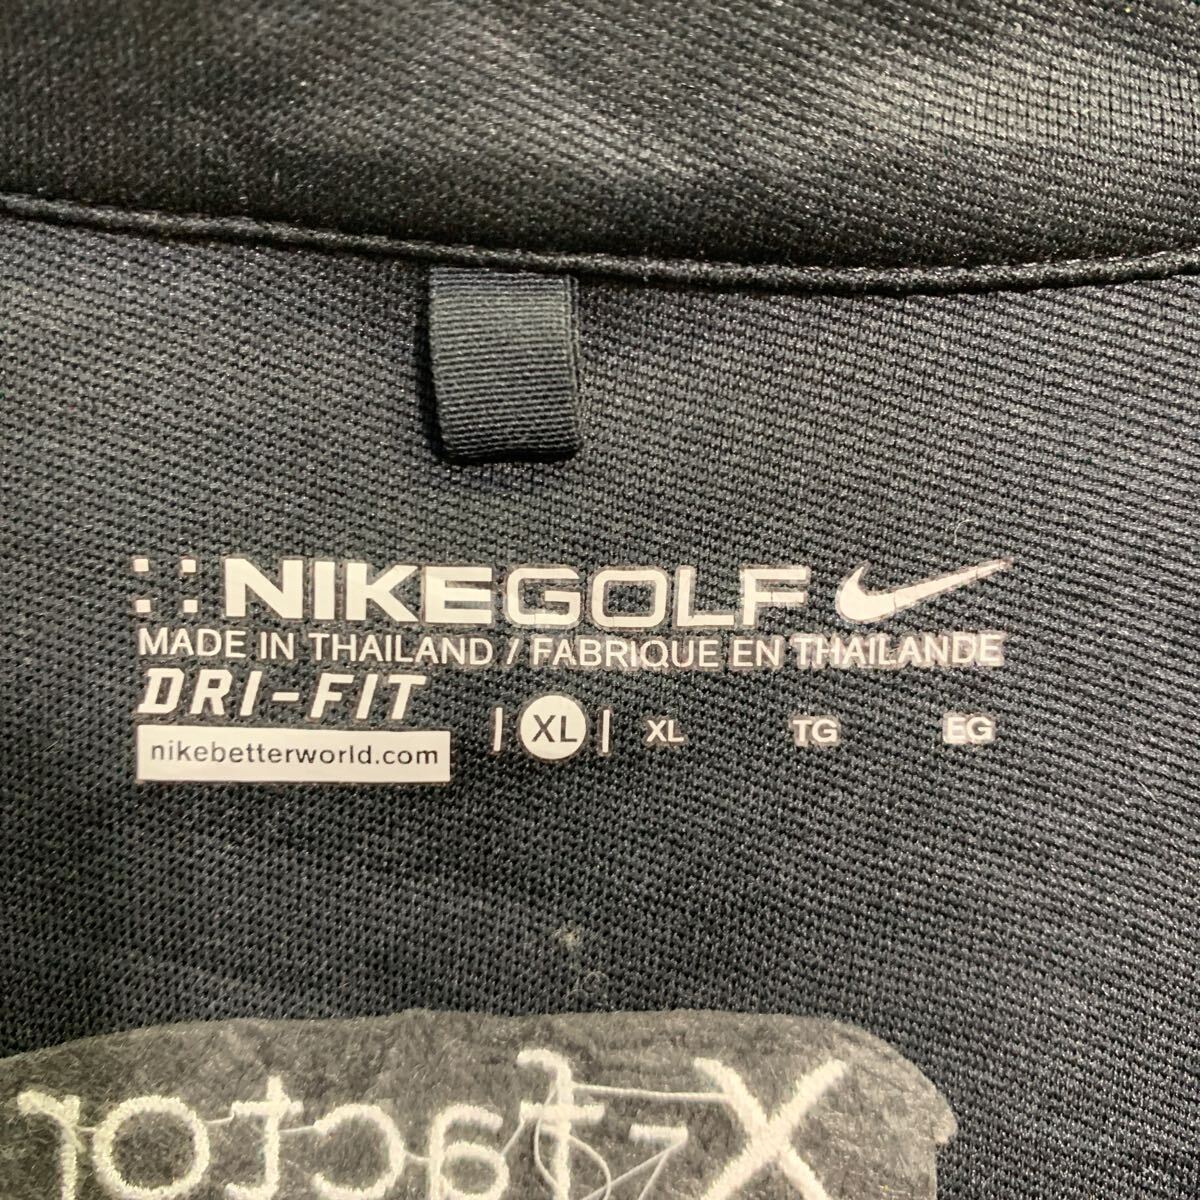 NIKEGOLF
MADE IN THAILAND / FABRIQUE EN THAILANDE
DRI-FIT
nikebetterworld.com
| XL | XL TG EG
X-factor